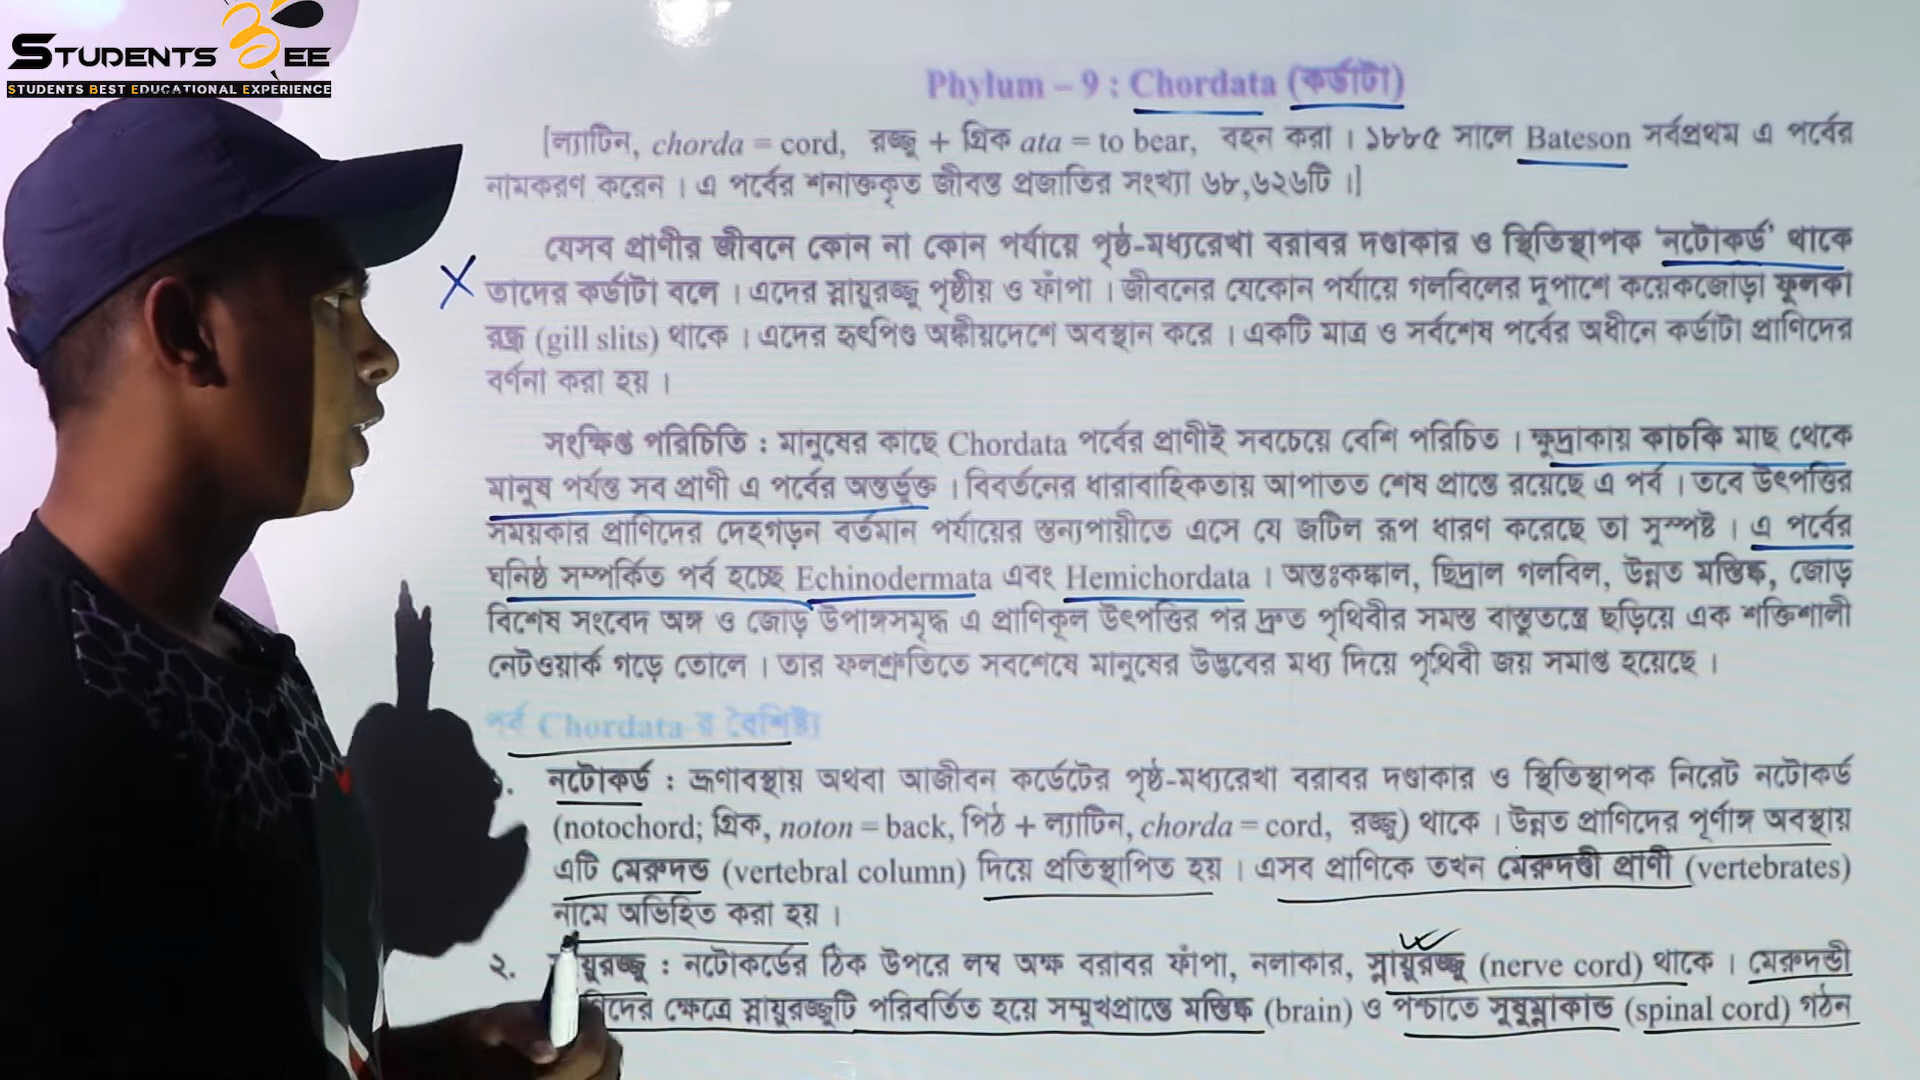 STUDENTS BEE
STUDENTS BEST EDUCATIONAL EXPERIENCE
Phylum – 9 : Chordata (কর্ডাটা)
[ল্যাটিন, chorda = cord, রজ্জু + গ্রিক ata = to bear, বহন করা । ১৮৮৫ সালে Bateson সর্বপ্রথম এ পর্বের
নামকরণ করেন । এ পর্বের শনাক্তকৃত জীবন্ত প্রজাতির সংখ্যা ৬৮,৬২৬টি ।]
যেসব প্রাণীর জীবনে কোন না কোন পর্যায়ে পৃষ্ঠ-মধ্যরেখা বরাবর দণ্ডাকার ও স্থিতিস্থাপক 'নটোকর্ড' থাকে
তাদের কর্ডাটা বলে । এদের স্নায়ুরজ্জু পৃষ্ঠীয় ও ফাঁপা । জীবনের যেকোন পর্যায়ে গলবিলের দুপাশে কয়েকজোড়া ফুলকা
রন্ধ্র (gill slits) থাকে । এদের হৃৎপিণ্ড অঙ্কীয়দেশে অবস্থান করে । একটি মাত্র ও সর্বশেষ পর্বের অধীনে কর্ডাটা প্রাণিদের
বর্ণনা করা হয় ।
সংক্ষিপ্ত পরিচিতি : মানুষের কাছে Chordata পর্বের প্রাণীই সবচেয়ে বেশি পরিচিত । ক্ষুদ্রাকায় কাচকি মাছ থেকে
মানুষ পর্যন্ত সব প্রাণী এ পর্বের অন্তর্ভুক্ত । বিবর্তনের ধারাবাহিকতায় আপাতত শেষ প্রান্তে রয়েছে এ পর্ব । তবে উৎপত্তির
সময়কার প্রাণিদের দেহগড়ন বর্তমান পর্যায়ের স্তন্যপায়ীতে এসে যে জটিল রূপ ধারণ করেছে তা সুস্পষ্ট । এ পর্বের
ঘনিষ্ঠ সম্পর্কিত পর্ব হচ্ছে Echinodermata এবং Hemichordata । অন্তঃকঙ্কাল, ছিদ্রাল গলবিল, উন্নত মস্তিষ্ক, জোড়
বিশেষ সংবেদ অঙ্গ ও জোড় উপাঙ্গসমৃদ্ধ এ প্রাণিকূল উৎপত্তির পর দ্রুত পৃথিবীর সমস্ত বাস্তুতন্ত্রে ছড়িয়ে এক শক্তিশালী
নেটওয়ার্ক গড়ে তোলে । তার ফলশ্রুতিতে সবশেষে মানুষের উদ্ভবের মধ্য দিয়ে পৃথিবী জয় সমাপ্ত হয়েছে ।
পর্ব Chordata-র বৈশিষ্ট্য
নটোকর্ড : ভ্রূণাবস্থায় অথবা আজীবন কর্ডেটের পৃষ্ঠ-মধ্যরেখা বরাবর দণ্ডাকার ও স্থিতিস্থাপক নিরেট নটোকর্ড
(notochord; গ্রিক, noton = back, পিঠ + ল্যাটিন, chorda = cord, রজ্জু) থাকে । উন্নত প্রাণিদের পূর্ণাঙ্গ অবস্থায়
এটি মেরুদন্ড (vertebral column) দিয়ে প্রতিস্থাপিত হয় । এসব প্রাণিকে তখন মেরুদণ্ডী প্রাণী (vertebrates)
নামে অভিহিত করা হয় ।
২. : নটোকর্ডের ঠিক উপরে লম্ব অক্ষ বরাবর ফাঁপা, নলাকার, স্নায়ুরজ্জু (nerve cord) থাকে । মেরুদন্ডী
ক্ষেত্রে স্নায়ুরজ্জুটি পরিবর্তিত হয়ে সম্মুখপ্রান্তে মস্তিষ্ক (brain) ও পশ্চাতে সুষুম্নাকান্ড (spinal cord) গঠন